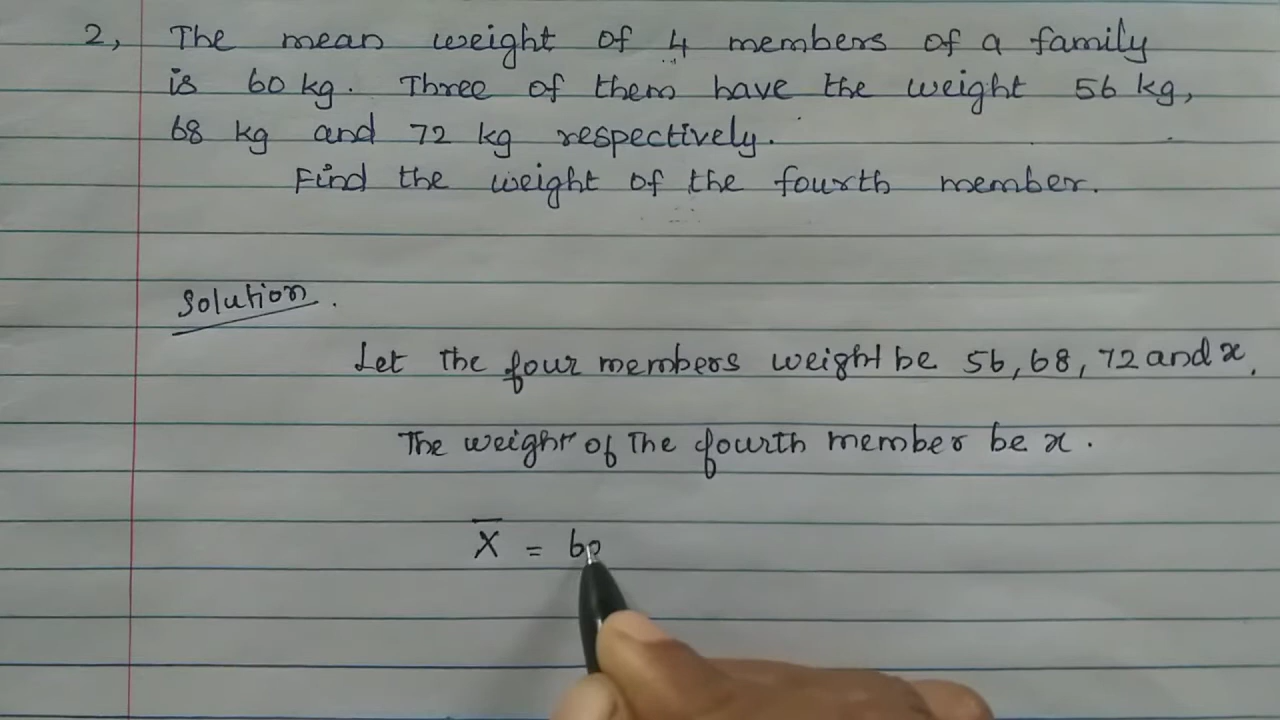 2, The mean weight of 4 members of a family
is 60 kg. Three of them have the weight 56 kg,
68 kg and 72 kg respectively.
Find the weight of the fourth member.
Solution.
Let the four members weight be 56, 68, 72 and x.
The weight of the fourth member be x.
X̅ = 60